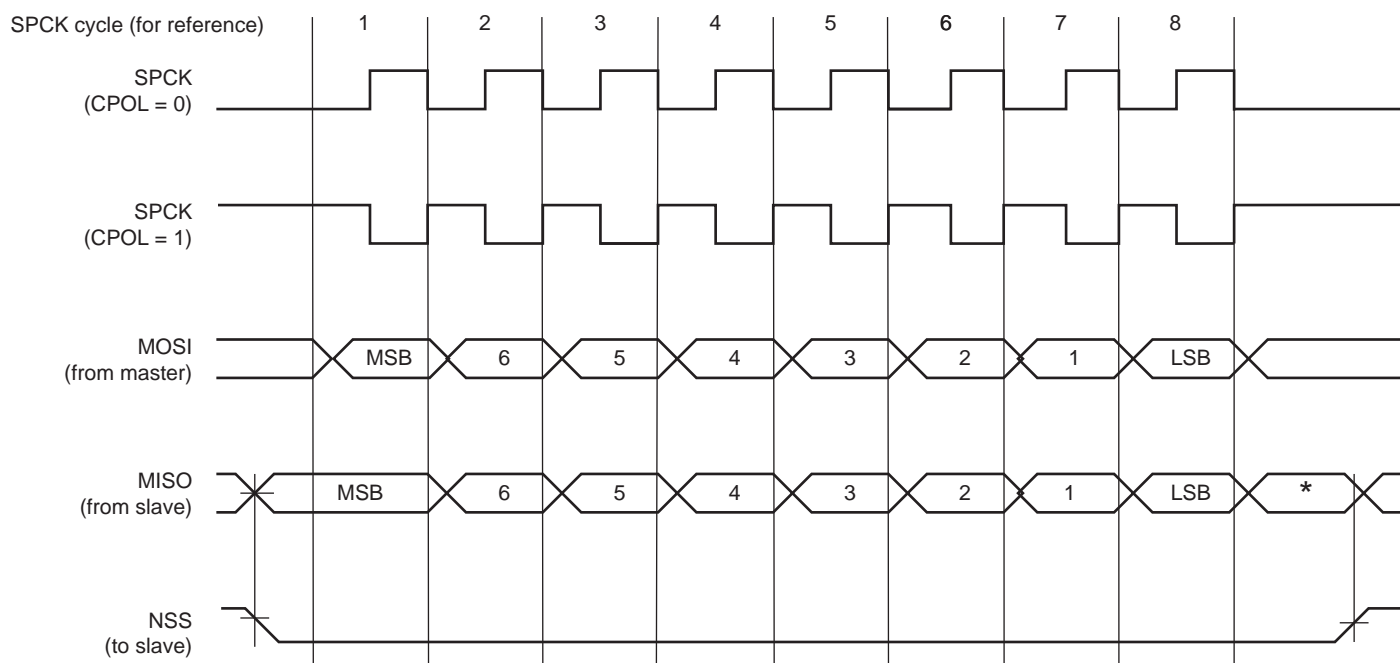 SPCK cycle (for reference) 1 2 3 4 5 6 7 8
SPCK
(CPOL = 0)
SPCK
(CPOL = 1)
MOSI
(from master)
MSB 6 5 4 3 2 1 LSB
MISO
(from slave)
MSB 6 5 4 3 2 1 LSB *
NSS
(to slave)